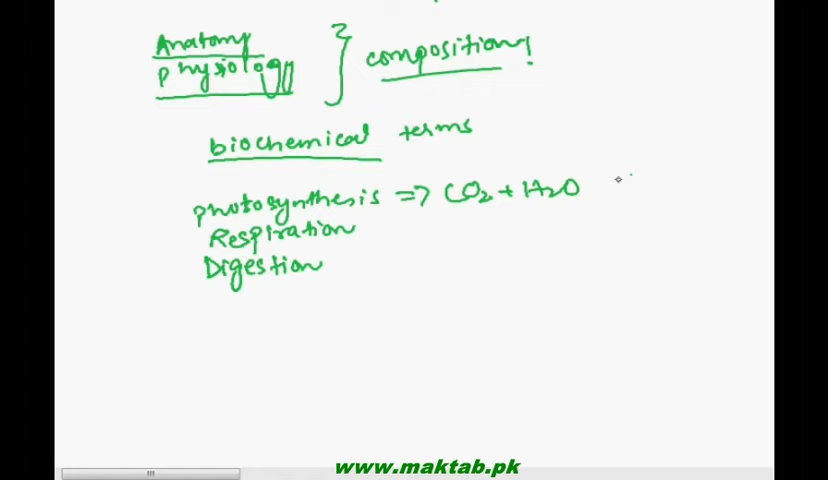 Anatomy
physiology } composition!
biochemical terms
photosynthesis => CO2 + H2O
Respiration
Digestion
www.maktab.pk